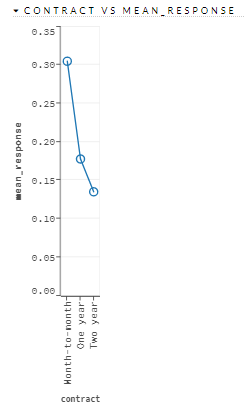 CONTRACT VS MEAN_RESPONSE
0.35
0.30
0.25
0.20
0.15
0.10
0.05
0.00
mean_response
Month-to-month
One year
Two year
contract